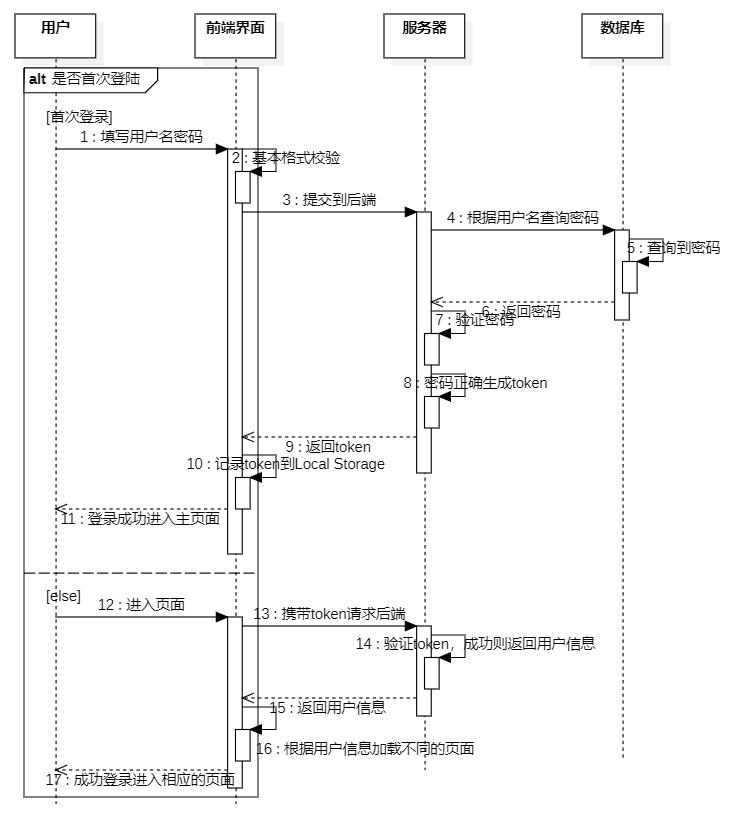 用户
前端界面
服务器
数据库
alt 是否首次登陆
[首次登录]
1 : 填写用户名密码
2 : 基本格式校验
3 : 提交到后端
4 : 根据用户名查询密码
5 : 查询到密码
6 : 返回密码
7 : 验证密码
8 : 密码正确生成token
9 : 返回token
10 : 记录token到Local Storage
11 : 登录成功进入主页面
[else]
12 : 进入页面
13 : 携带token请求后端
14 : 验证token，成功则返回用户信息
15 : 返回用户信息
16 : 根据用户信息加载不同的页面
17 : 成功登录进入相应的页面